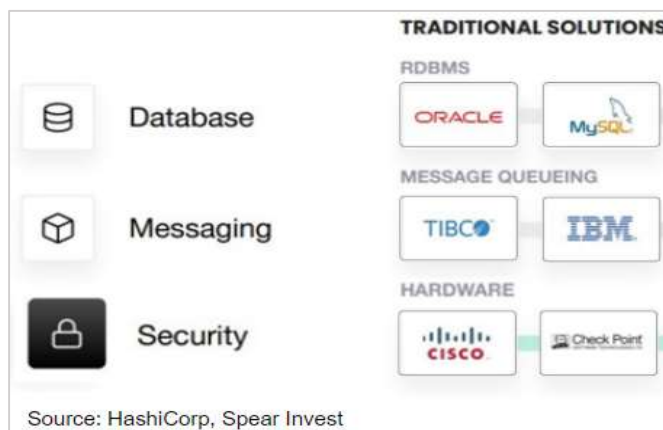 TRADITIONAL SOLUTIONS
RDBMS
Database
ORACLE MySQL
MESSAGE QUEUEING
Messaging
TIBCO IBM
HARDWARE
Security
CISCO Check Point
Source: HashiCorp, Spear Invest